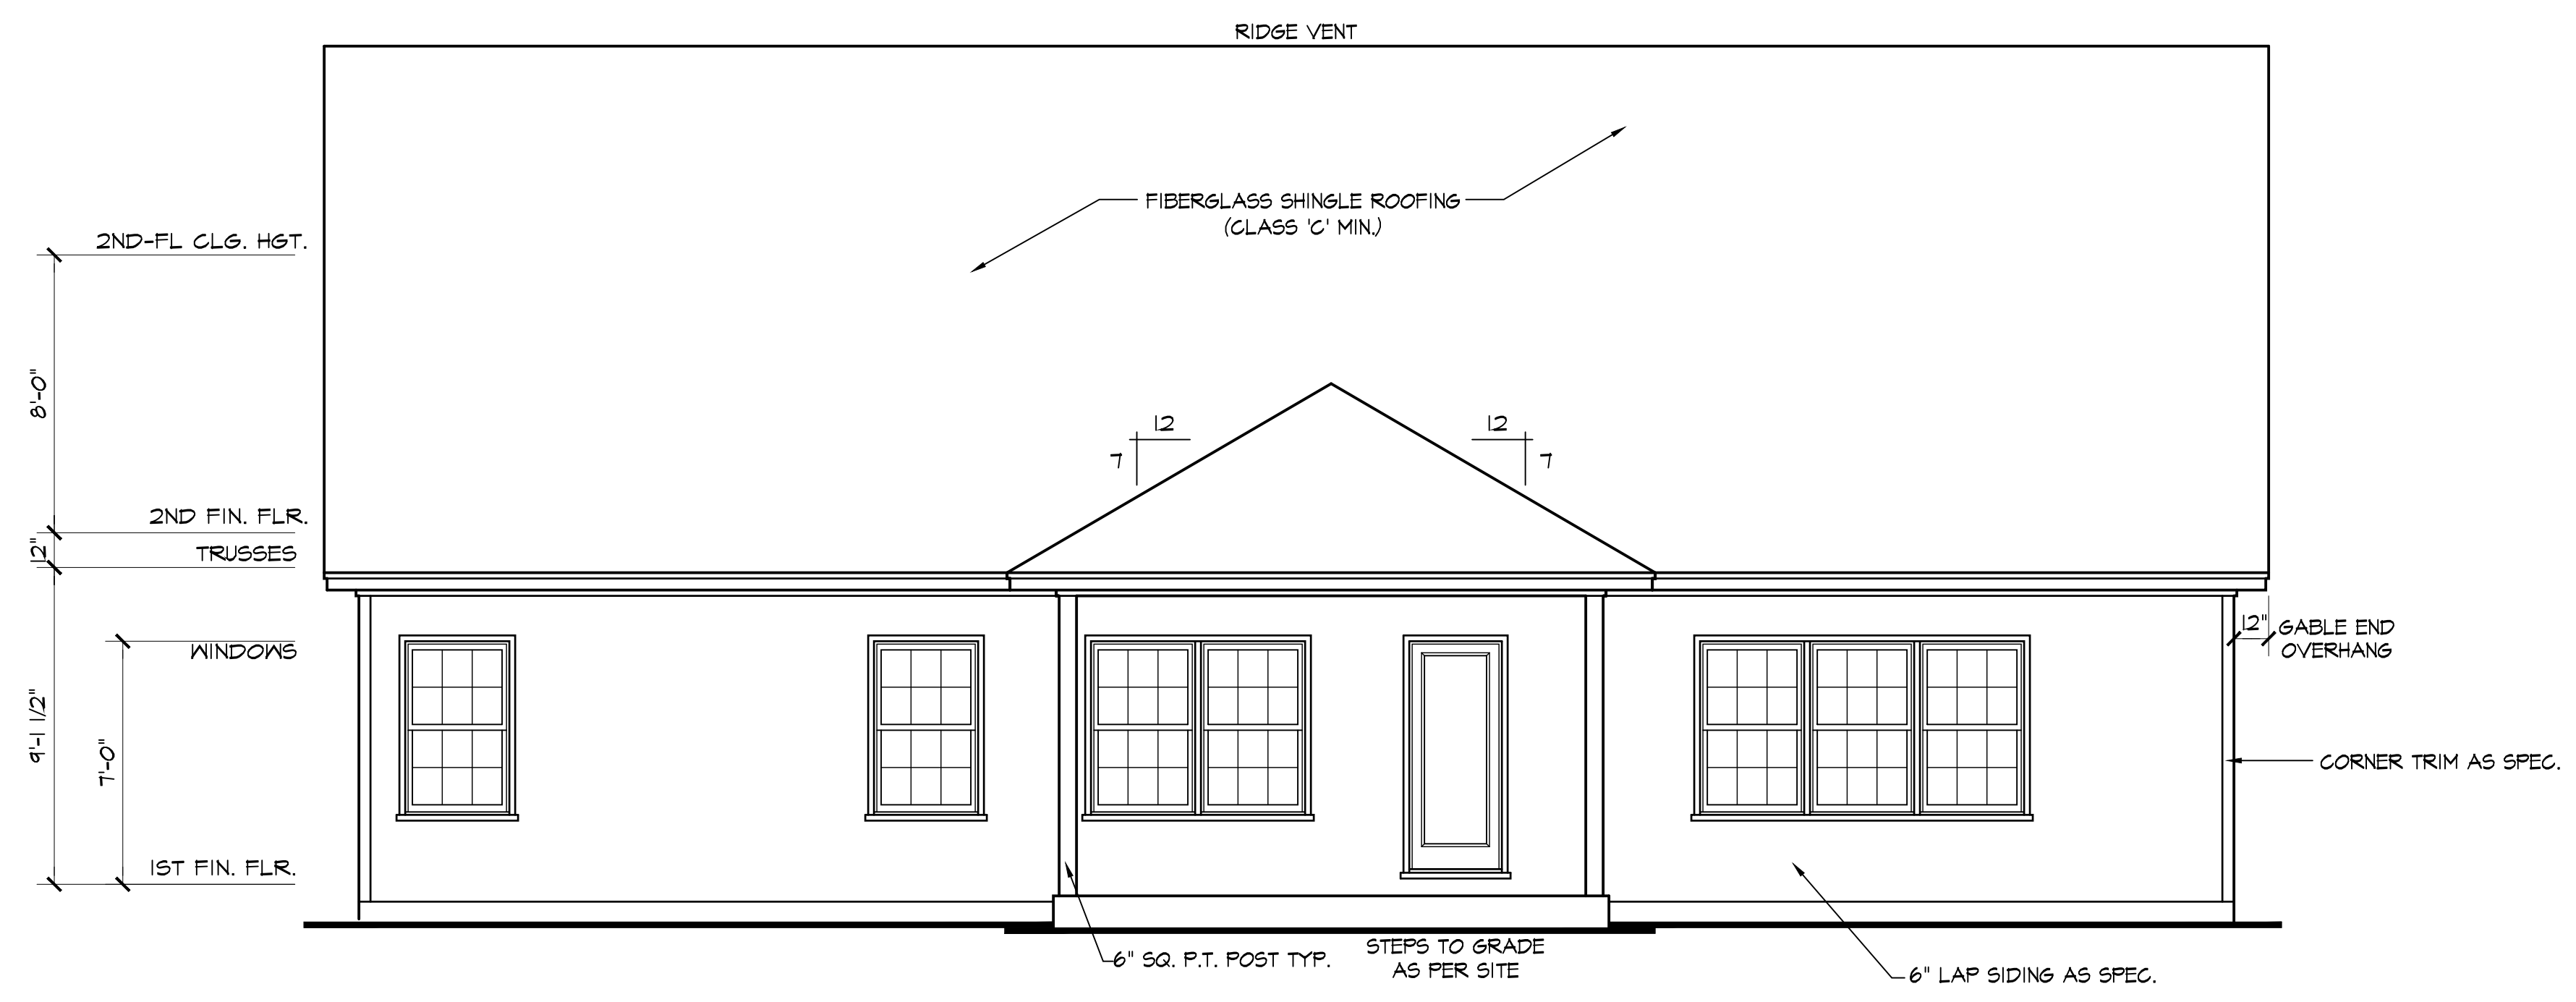 RIDGE VENT
FIBERGLASS SHINGLE ROOFING
(CLASS 'C' MIN.)
2ND-FL CLG. HGT.
8'-0"
12
7
12
7
2ND FIN. FLR.
12"
TRUSSES
WINDOWS
9'-1 1/2"
7'-0"
1ST FIN. FLR.
12"
GABLE END
OVERHANG
CORNER TRIM AS SPEC.
6" SQ. P.T. POST TYP.
STEPS TO GRADE
AS PER SITE
6" LAP SIDING AS SPEC.